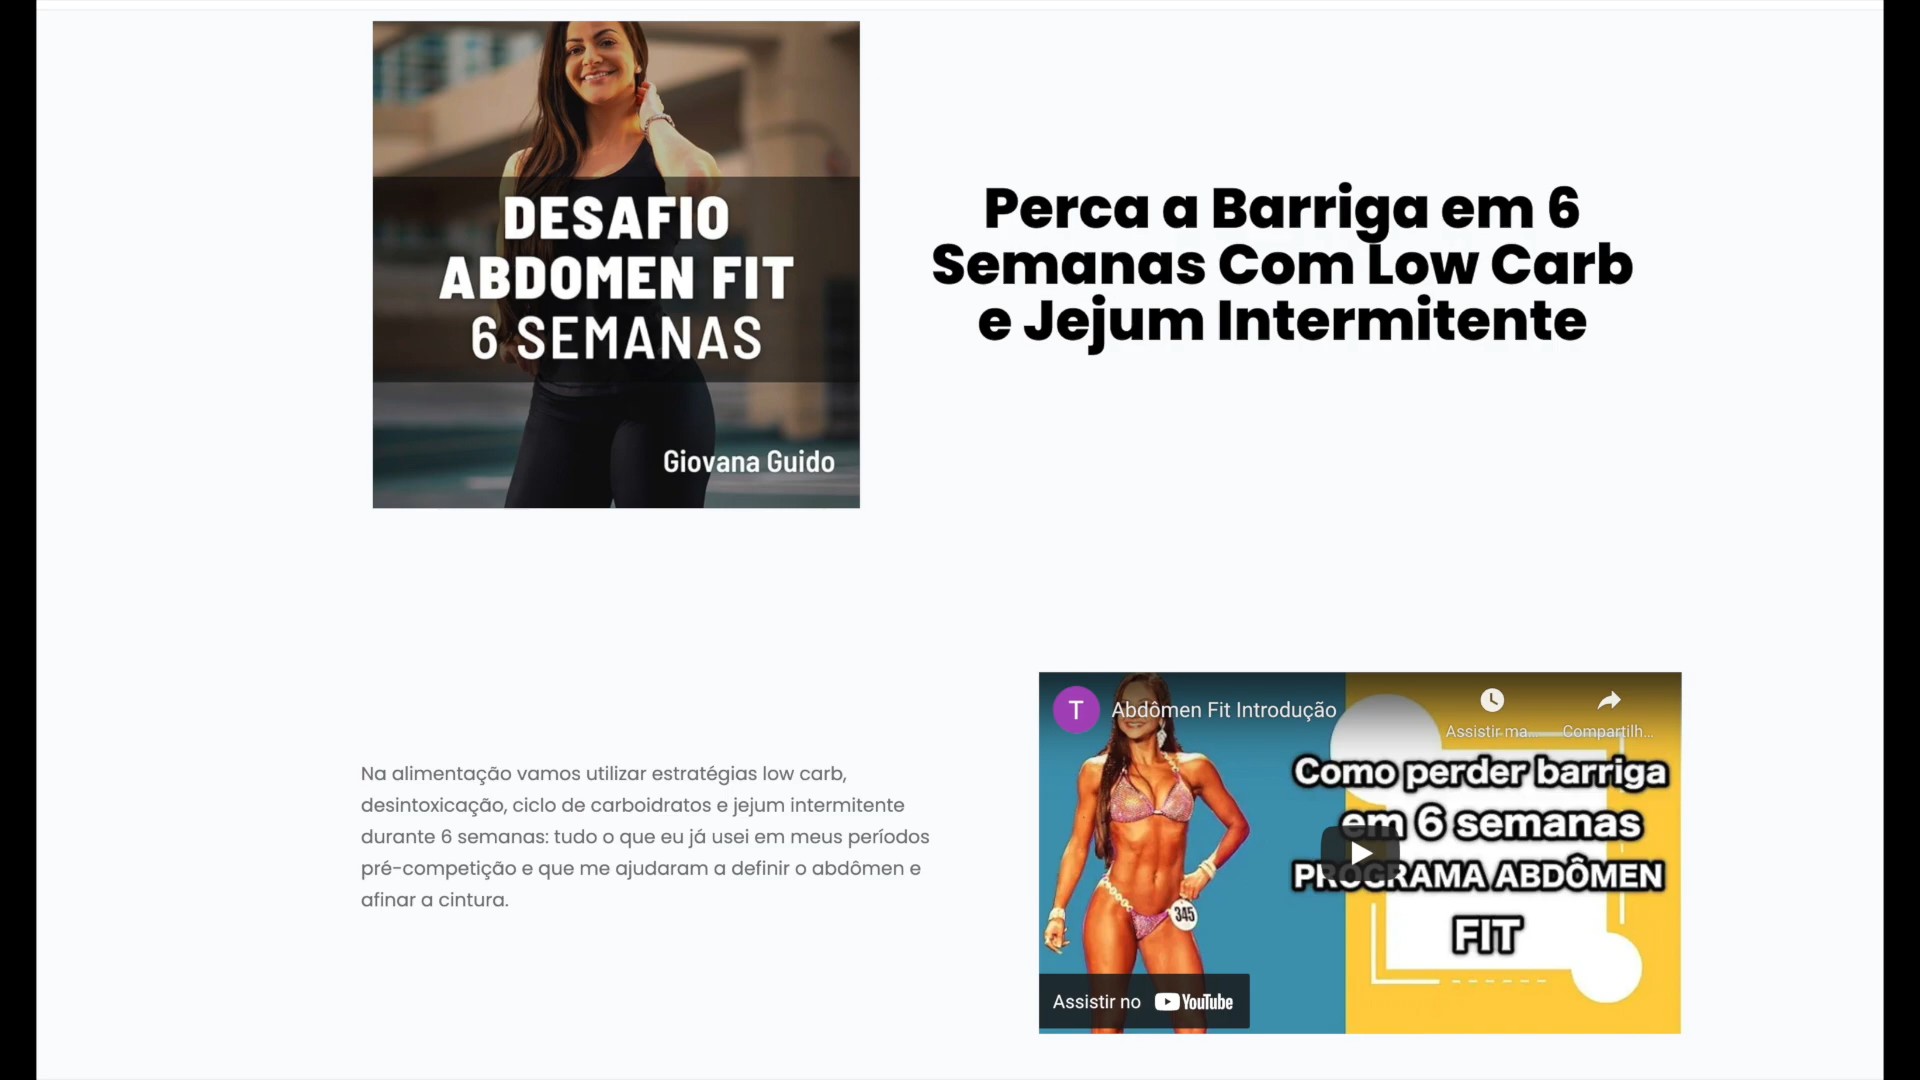 DESAFIO
ABDOMEN FIT
6 SEMANAS
Giovana Guido
Perca a Barriga em 6
Semanas Com Low Carb
e Jejum Intermitente
Na alimentação vamos utilizar estratégias low carb,
desintoxicação, ciclo de carboidratos e jejum intermitente
durante 6 semanas: tudo o que eu já usei em meus períodos
pré-competição e que me ajudaram a definir o abdômen e
afinar a cintura.
T
Abdômen Fit Introdução
Assistir ma...
Compartilh...
Como perder barriga
em 6 semanas
PROGRAMA ABDÔMEN
FIT
345
Assistir no YouTube